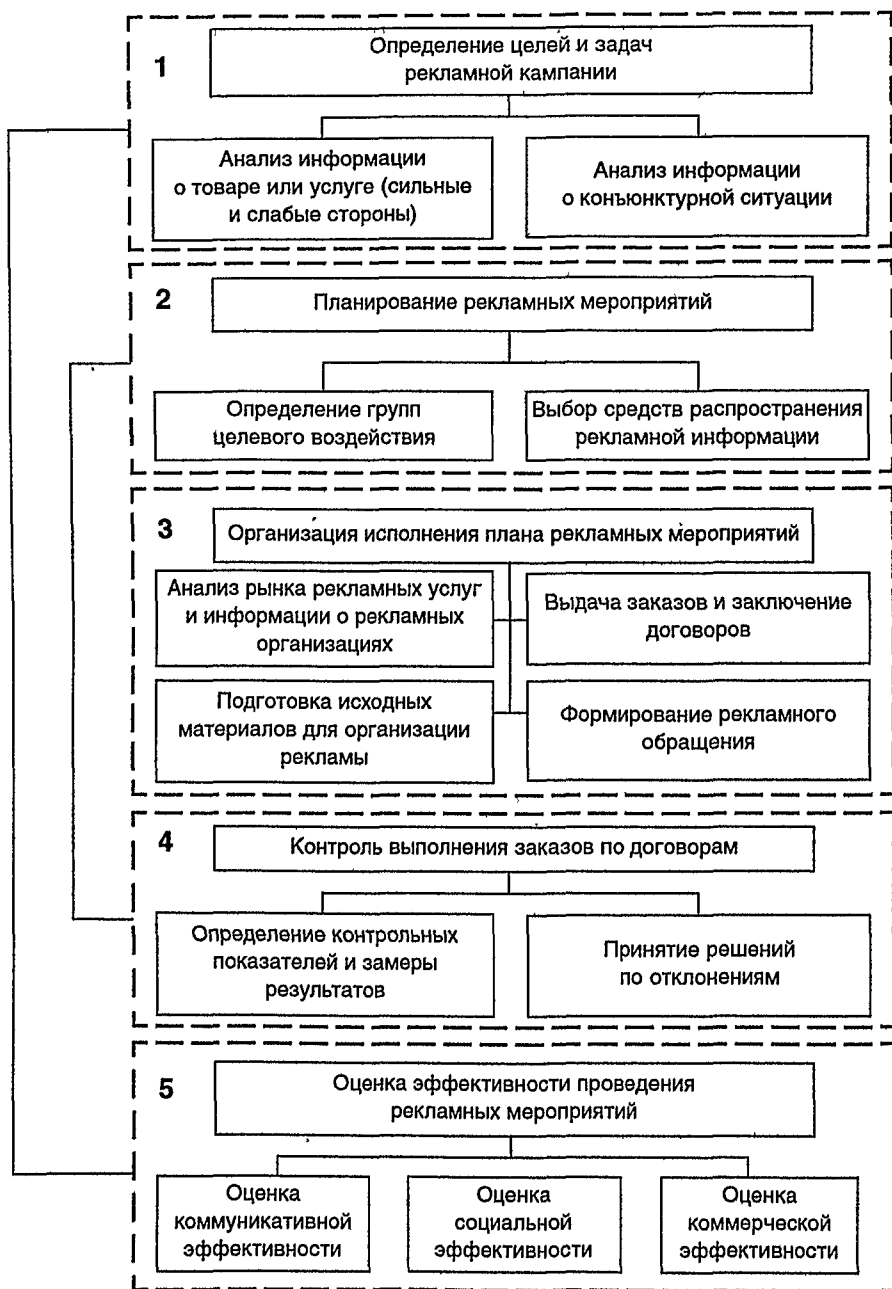 1
Определение целей и задач
рекламной кампании
Анализ информации
о товаре или услуге (сильные
и слабые стороны)
Анализ информации
о конъюнктурной ситуации
2
Планирование рекламных мероприятий
Определение групп
целевого воздействия
Выбор средств распространения
рекламной информации
3
Организация исполнения плана рекламных мероприятий
Анализ рынка рекламных услуг
и информации о рекламных
организациях
Выдача заказов и заключение
договоров
Подготовка исходных
материалов для организации
рекламы
Формирование рекламного
обращения
4
Контроль выполнения заказов по договорам
Определение контрольных
показателей и замеры
результатов
Принятие решений
по отклонениям
5
Оценка эффективности проведения
рекламных мероприятий
Оценка
коммуникативной
эффективности
Оценка
социальной
эффективности
Оценка
коммерческой
эффективности